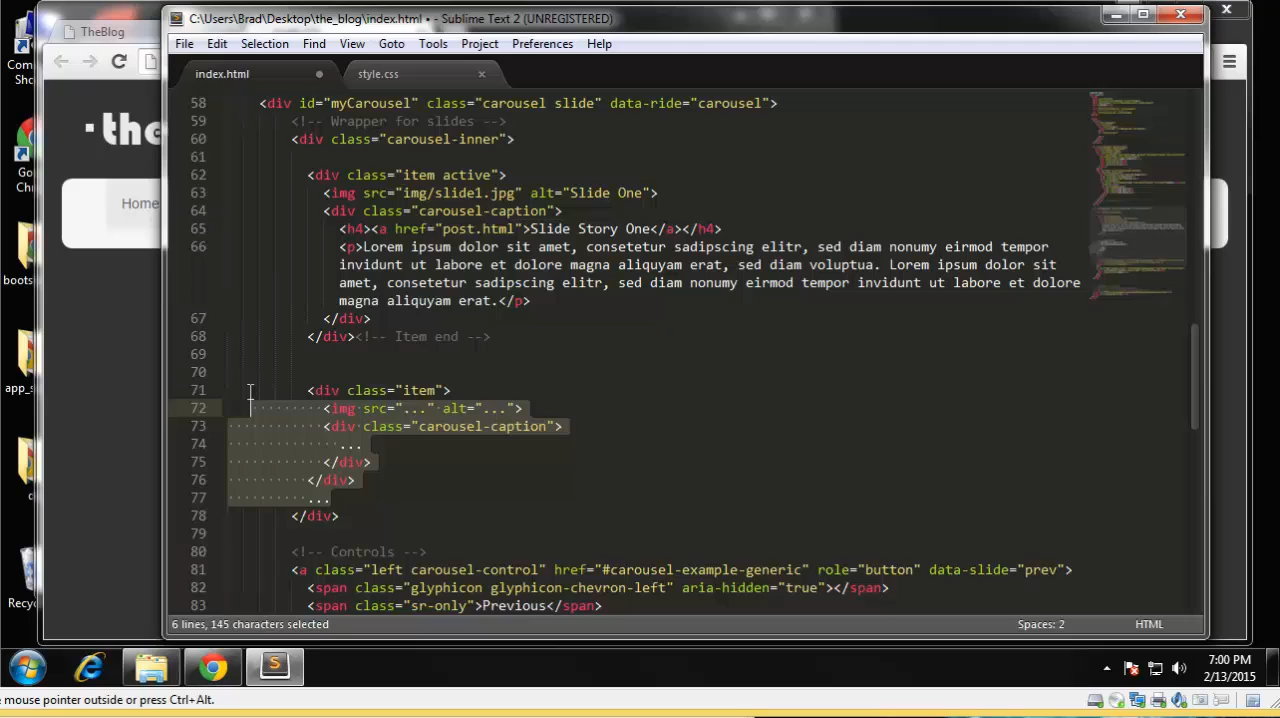 C:\Users\Brad\Desktop\the_blog\index.html • - Sublime Text 2 (UNREGISTERED)
TheBlog
File Edit Selection Find View Goto Tools Project Preferences Help
index.html style.css
·the
Home
58 <div id="myCarousel" class="carousel slide" data-ride="carousel">
59 <!-- Wrapper for slides -->
60 <div class="carousel-inner">
61
62 <div class="item active">
63 <img src="img/slide1.jpg" alt="Slide One">
64 <div class="carousel-caption">
65 <h4><a href="post.html">Slide Story One</a></h4>
66 <p>Lorem ipsum dolor sit amet, consetetur sadipscing elitr, sed diam nonumy eirmod tempor
invidunt ut labore et dolore magna aliquyam erat, sed diam voluptua. Lorem ipsum dolor sit
amet, consetetur sadipscing elitr, sed diam nonumy eirmod tempor invidunt ut labore et dolore
magna aliquyam erat.</p>
67 </div>
68 </div><!-- Item end -->
69
70
71 <div class="item">
72 <img src="..." alt="...">
73 <div class="carousel-caption">
74 ...
75 </div>
76 </div>
77 ...
78 </div>
79
80 <!-- Controls -->
81 <a class="left carousel-control" href="#carousel-example-generic" role="button" data-slide="prev">
82 <span class="glyphicon glyphicon-chevron-left" aria-hidden="true"></span>
83 <span class="sr-only">Previous</span>
6 lines, 145 characters selected Spaces: 2 HTML
Com
Sho
Go
Chr
boots
app_s
Recy
7:00 PM
2/13/2015
mouse pointer outside or press Ctrl+Alt.